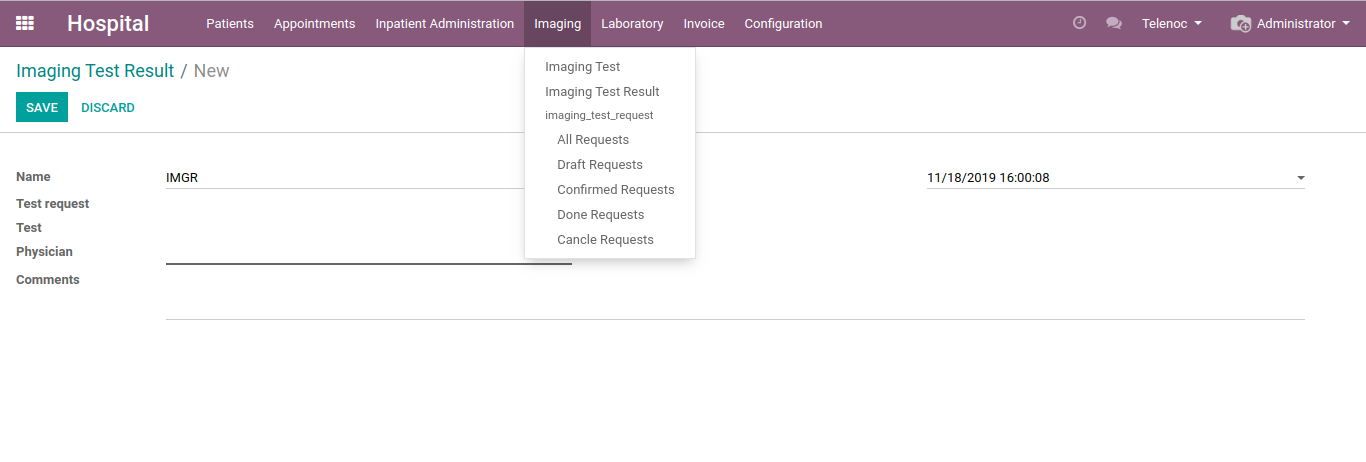 Hospital Patients Appointments Inpatient Administration Imaging Laboratory Invoice Configuration Telenoc Administrator
Imaging Test Result / New
SAVE DISCARD
Imaging Test
Imaging Test Result
imaging_test_request
All Requests
Draft Requests
Confirmed Requests
Done Requests
Cancle Requests
Name IMGR 11/18/2019 16:00:08
Test request
Test
Physician
Comments